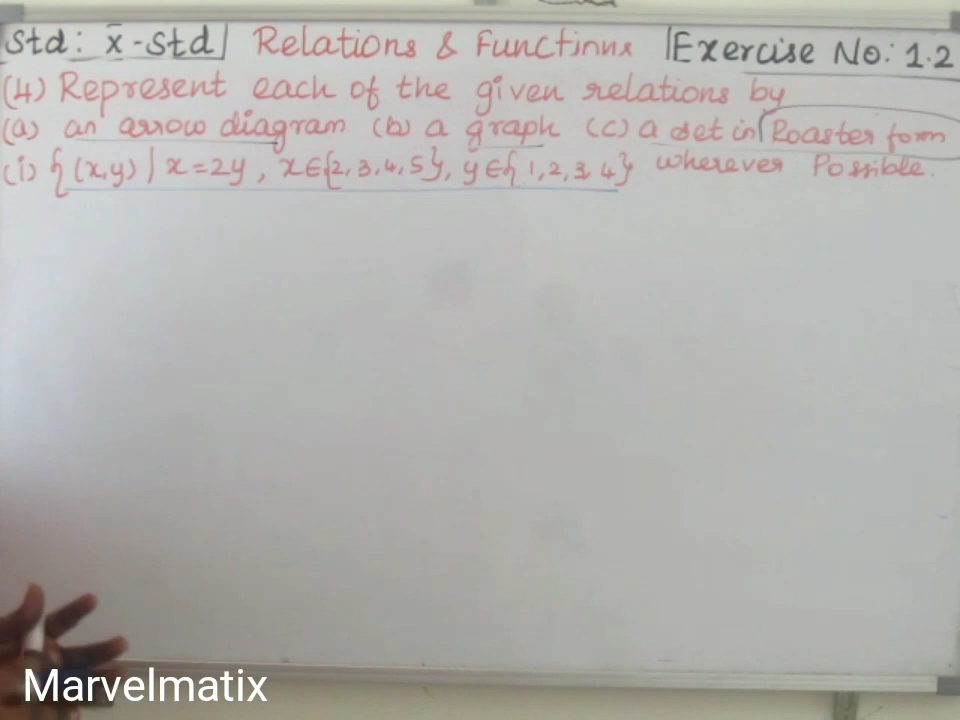 Std: x̄-Std Relations & Functions Exercise No: 1.2
(4) Represent each of the given relations by
(a) an arrow diagram (b) a graph (c) a set in Roaster form
(i) {(x,y) | x=2y, x∈{2,3,4,5}, y∈{1,2,3,4} wherever Possible.
Marvelmatix